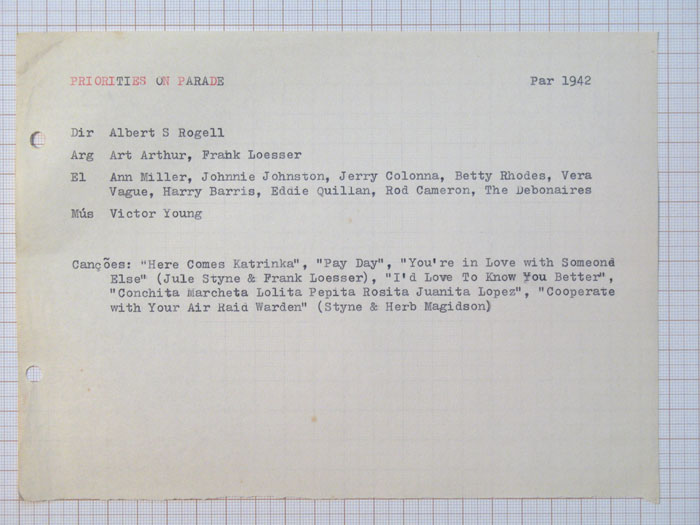 PRIORITIES ON PARADE Par 1942
Dir Albert S Rogell
Arg Art Arthur, Frank Loesser
El Ann Miller, Johnnie Johnston, Jerry Colonna, Betty Rhodes, Vera
Vague, Harry Barris, Eddie Quillan, Rod Cameron, The Debonaires
Mús Victor Young
Canções: "Here Comes Katrinka", "Pay Day", "You're in Love with Someond
Else" (Jule Styne & Frank Loesser), "I'd Love To Know You Better",
"Conchita Marcheta Lolita Pepita Rosita Juanita Lopez", "Cooperate
with Your Air Raid Warden" (Styne & Herb Magidson)